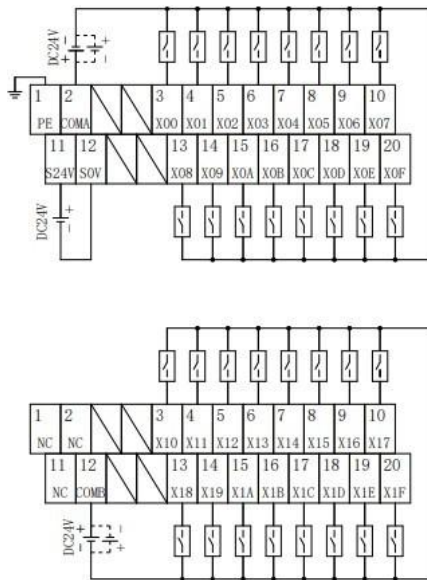 DC24V
- +
+ -
1 2 3 4 5 6 7 8 9 10
PE COMA X00 X01 X02 X03 X04 X05 X06 X07
11 12 13 14 15 16 17 18 19 20
S24V S0V X08 X09 X0A X0B X0C X0D X0E X0F
DC24V
+
-
1 2 3 4 5 6 7 8 9 10
NC NC X10 X11 X12 X13 X14 X15 X16 X17
11 12 13 14 15 16 17 18 19 20
NC COMB X18 X19 X1A X1B X1C X1D X1E X1F
DC24V
+ -
- +